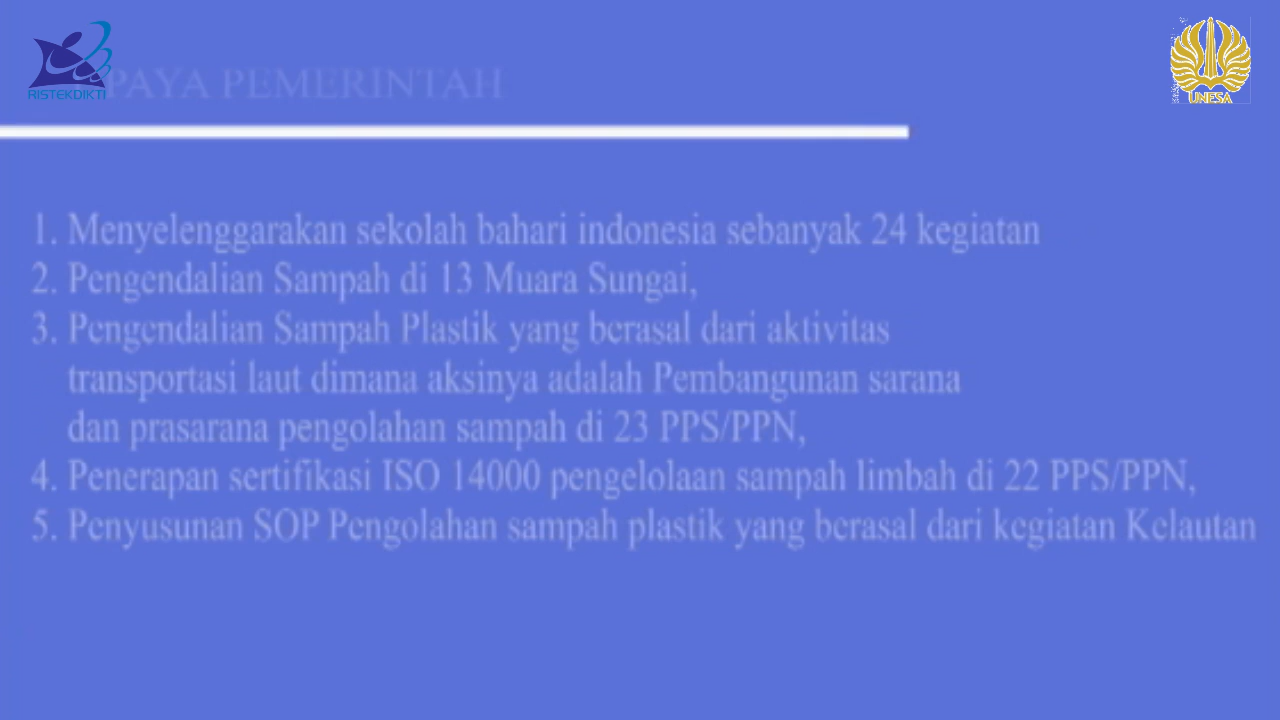 PAYA PEMERINTAH
RISTEKDIKTI
UNESA
1. Menyelenggarakan sekolah bahari indonesia sebanyak 24 kegiatan
2. Pengendalian Sampah di 13 Muara Sungai,
3. Pengendalian Sampah Plastik yang berasal dari aktivitas
transportasi laut dimana aksinya adalah Pembangunan sarana
dan prasarana pengolahan sampah di 23 PPS/PPN,
4. Penerapan sertifikasi ISO 14000 pengelolaan sampah limbah di 22 PPS/PPN,
5. Penyusunan SOP Pengolahan sampah plastik yang berasal dari kegiatan Kelautan